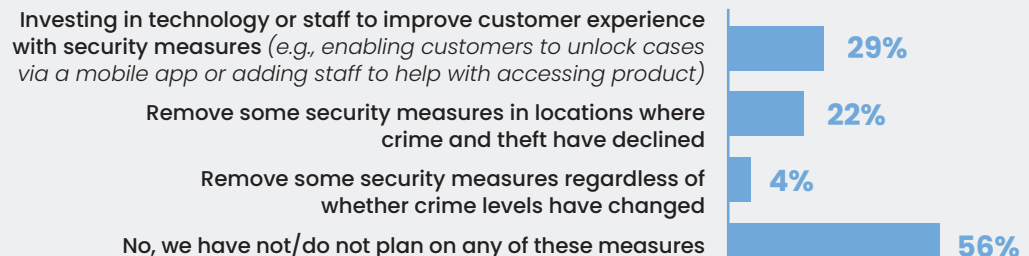 Investing in technology or staff to improve customer experience
with security measures (e.g., enabling customers to unlock cases
via a mobile app or adding staff to help with accessing product)
29%
Remove some security measures in locations where
crime and theft have declined
22%
Remove some security measures regardless of
whether crime levels have changed
4%
No, we have not/do not plan on any of these measures
56%